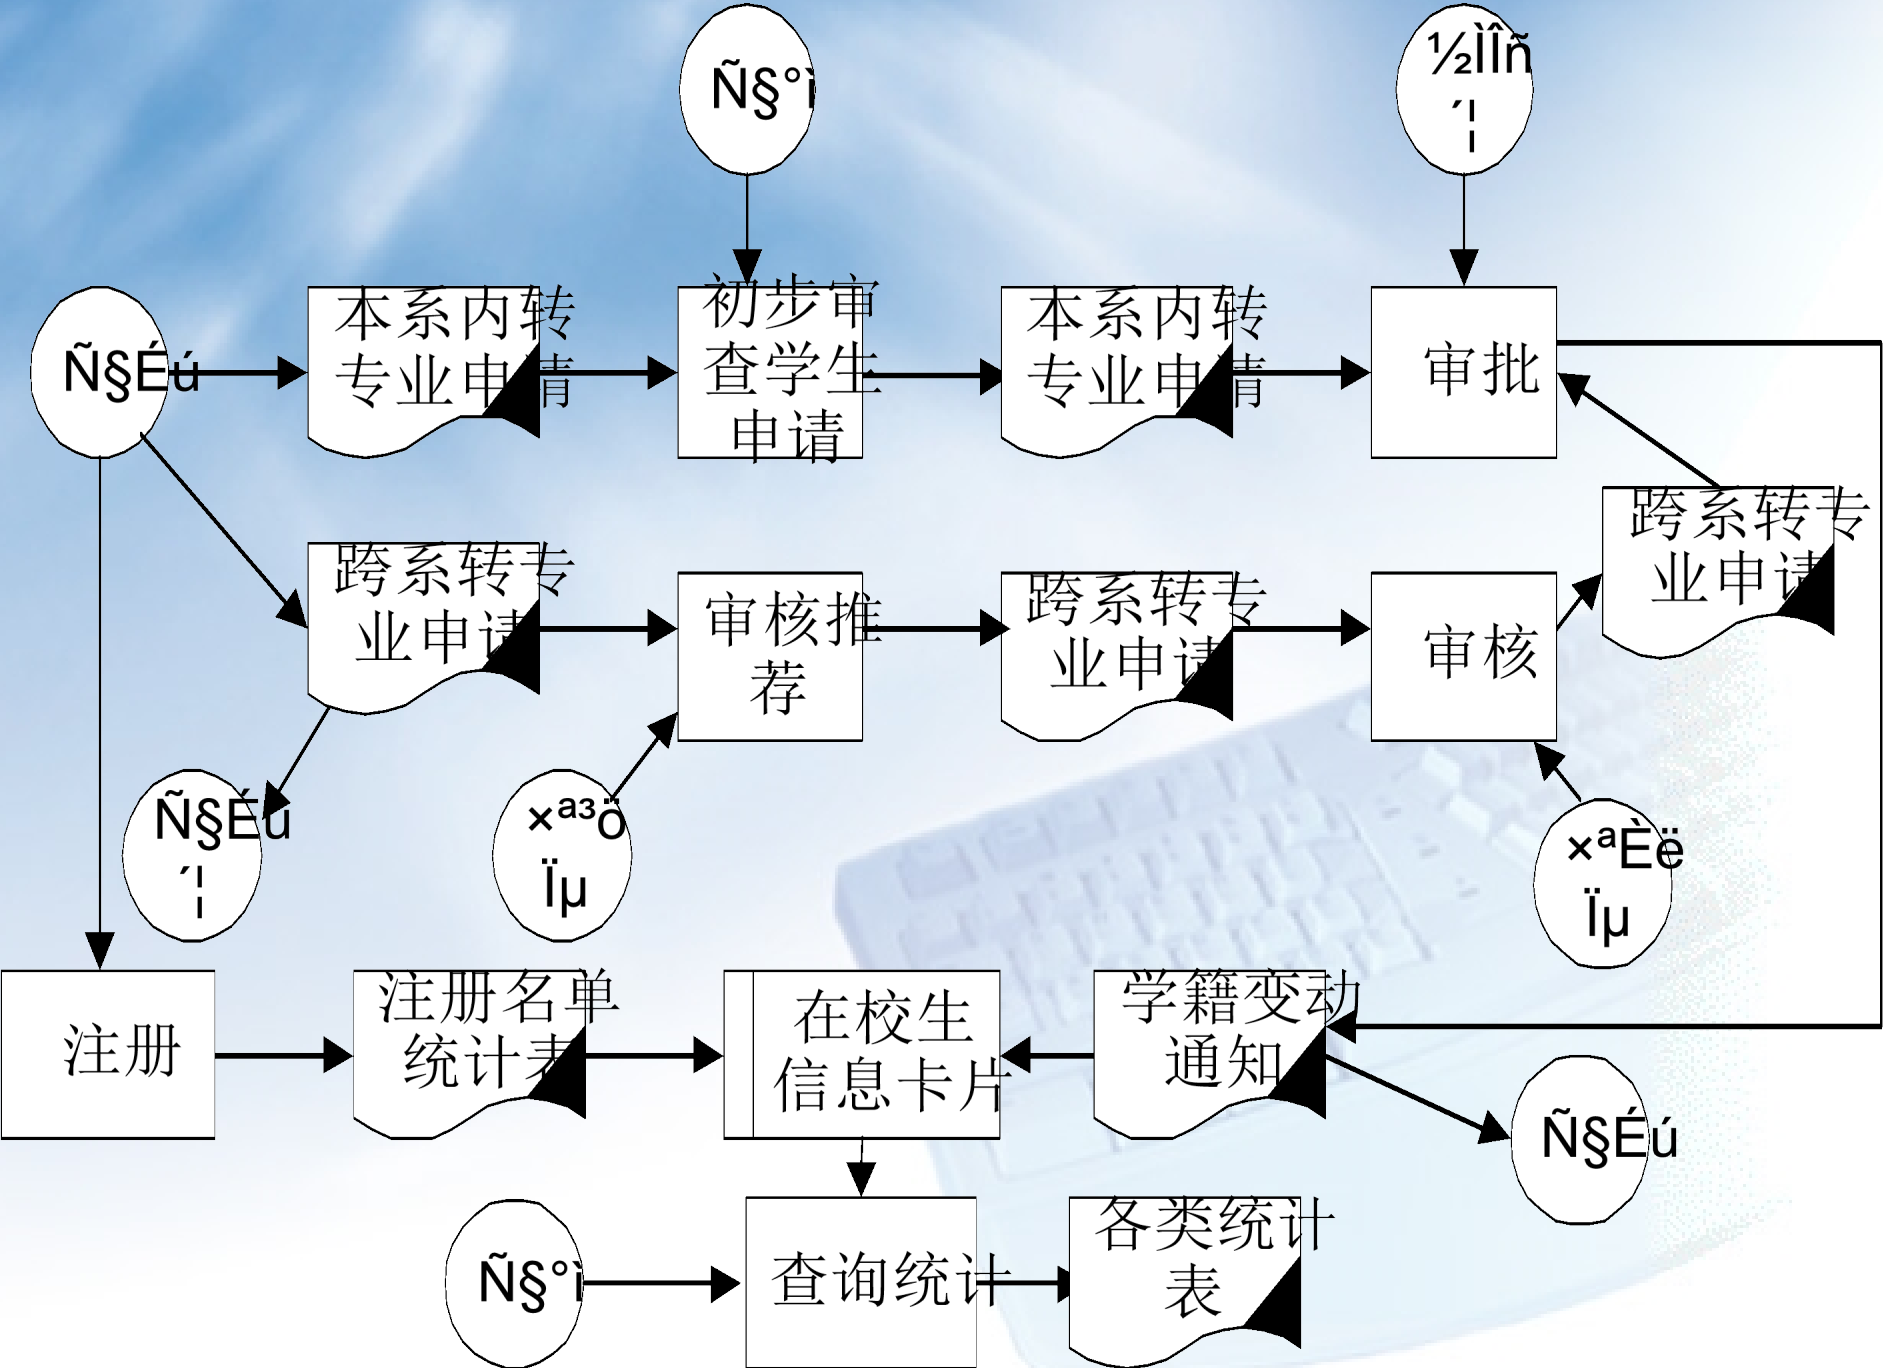 Ñ§°ì
½ÌÎñ
´¦
Ñ§Éú
本系内转
专业申请
初步审
查学生
申请
本系内转
专业申请
审批
跨系转专
业申请
审核推
荐
跨系转专
业申请
审核
跨系转专
业申请
Ñ§Éú
´¦
×ª³ö
Ïµ
×ªÈë
Ïµ
注册
注册名单
统计表
在校生
信息卡片
学籍变动
通知
Ñ§Éú
Ñ§°ì
查询统计
各类统计
表